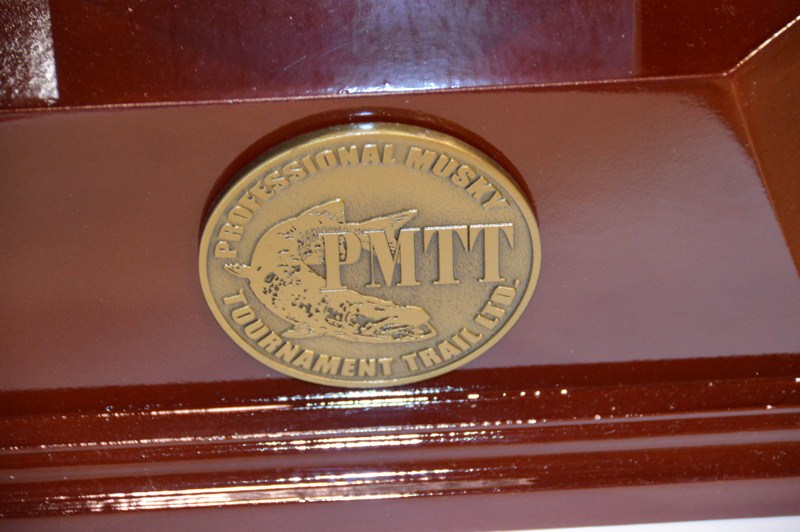 PROFESSIONAL MUSKY
PMTT
TOURNAMENT TRAIL LTD.